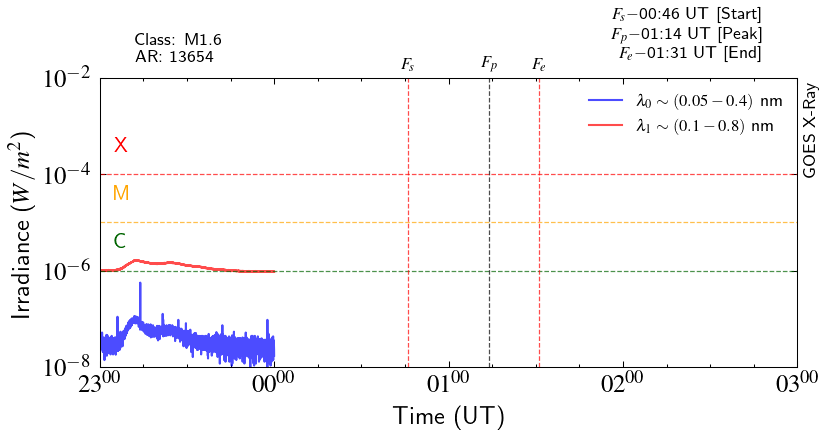 Fs−00:46 UT [Start]
Class: M1.6
Fp−01:14 UT [Peak]
AR: 13654
Fe−01:31 UT [End]
Fs Fp Fe
10⁻²
λ₀ ∼ (0.05 − 0.4) nm
λ₁ ∼ (0.1 − 0.8) nm
GOES X-Ray
X
10⁻⁴
M
C
10⁻⁶
10⁻⁸
Irradiance (W/m²)
23⁰⁰ 00⁰⁰ 01⁰⁰ 02⁰⁰ 03⁰⁰
Time (UT)